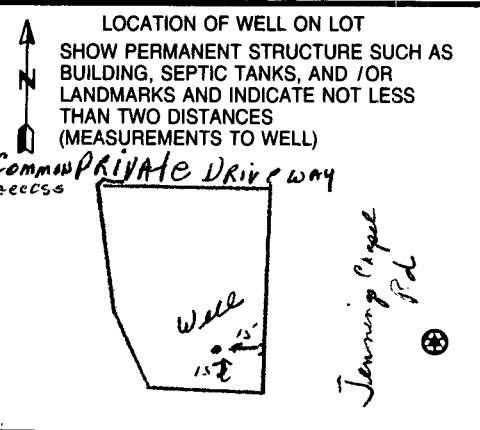 LOCATION OF WELL ON LOT
SHOW PERMANENT STRUCTURE SUCH AS
BUILDING, SEPTIC TANKS, AND /OR
LANDMARKS AND INDICATE NOT LESS
THAN TWO DISTANCES
(MEASUREMENTS TO WELL)
N
COMMON PRIVATE DRIVEWAY
access
Well
15'
15'
Jennings Chapel
Rd